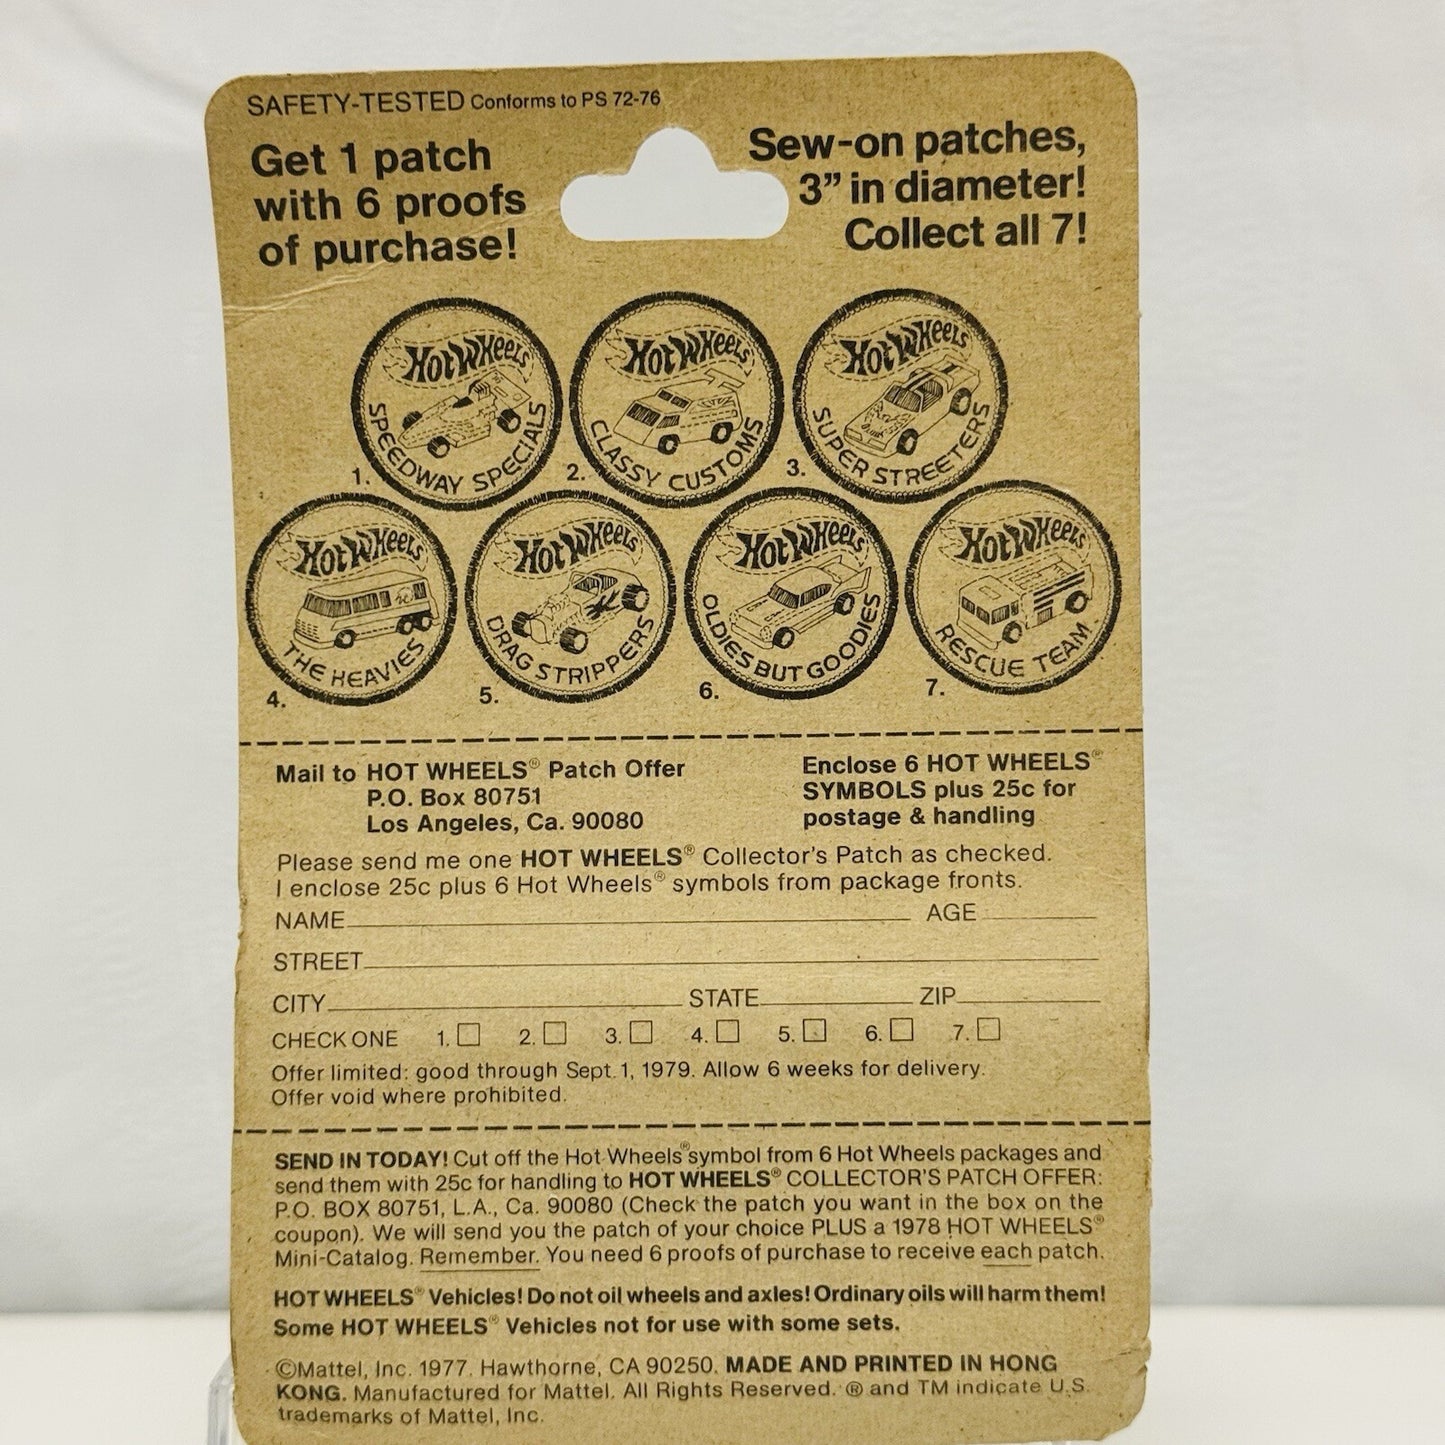 SAFETY-TESTED Conforms to PS 72-76
Get 1 patch
with 6 proofs
of purchase!
Sew-on patches,
3” in diameter!
Collect all 7!
Hot Wheels
SPEEDWAY SPECIALS
1.
Hot Wheels
CLASSY CUSTOMS
2.
Hot Wheels
SUPER STREETERS
3.
Hot Wheels
THE HEAVIES
4.
Hot Wheels
DRAG STRIPPERS
5.
Hot Wheels
OLDIES BUT GOODIES
6.
Hot Wheels
RESCUE TEAM
7.
Mail to HOT WHEELS® Patch Offer
P.O. Box 80751
Los Angeles, Ca. 90080
Enclose 6 HOT WHEELS®
SYMBOLS plus 25c for
postage & handling
Please send me one HOT WHEELS® Collector's Patch as checked.
I enclose 25c plus 6 Hot Wheels® symbols from package fronts.
NAME AGE
STREET
CITY STATE ZIP
CHECK ONE 1. 2. 3. 4. 5. 6. 7.
Offer limited: good through Sept. 1, 1979. Allow 6 weeks for delivery.
Offer void where prohibited.
SEND IN TODAY! Cut off the Hot Wheels® symbol from 6 Hot Wheels packages and
send them with 25c for handling to HOT WHEELS® COLLECTOR'S PATCH OFFER:
P.O. BOX 80751, L.A., Ca. 90080 (Check the patch you want in the box on the
coupon). We will send you the patch of your choice PLUS a 1978 HOT WHEELS®
Mini-Catalog. Remember. You need 6 proofs of purchase to receive each patch.
HOT WHEELS® Vehicles! Do not oil wheels and axles! Ordinary oils will harm them!
Some HOT WHEELS® Vehicles not for use with some sets.
©Mattel, Inc. 1977. Hawthorne, CA 90250. MADE AND PRINTED IN HONG
KONG. Manufactured for Mattel. All Rights Reserved. ® and TM indicate U.S.
trademarks of Mattel, Inc.